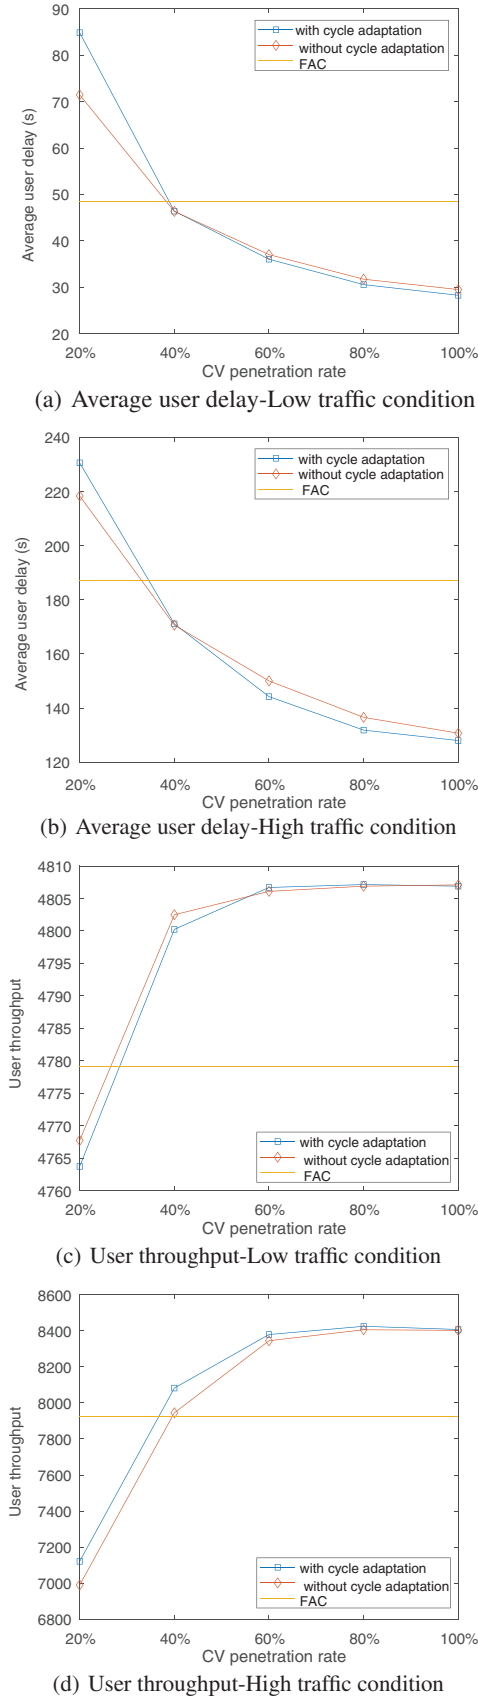 90
80
70
60
50
40
30
20
Average user delay (s)
with cycle adaptation
without cycle adaptation
FAC
20% 40% 60% 80% 100%
CV penetration rate
(a) Average user delay-Low traffic condition
240
220
200
180
160
140
120
Average user delay (s)
with cycle adaptation
without cycle adaptation
FAC
20% 40% 60% 80% 100%
CV penetration rate
(b) Average user delay-High traffic condition
4810
4805
4800
4795
4790
4785
4780
4770
4765
4760
User throughput
with cycle adaptation
without cycle adaptation
FAC
20% 40% 60% 80% 100%
CV penetration rate
(c) User throughput-Low traffic condition
8600
8400
8200
8000
7800
7600
7400
7200
7000
6800
User throughput
with cycle adaptation
without cycle adaptation
FAC
20% 40% 60% 80% 100%
CV penetration rate
(d) User throughput-High traffic condition